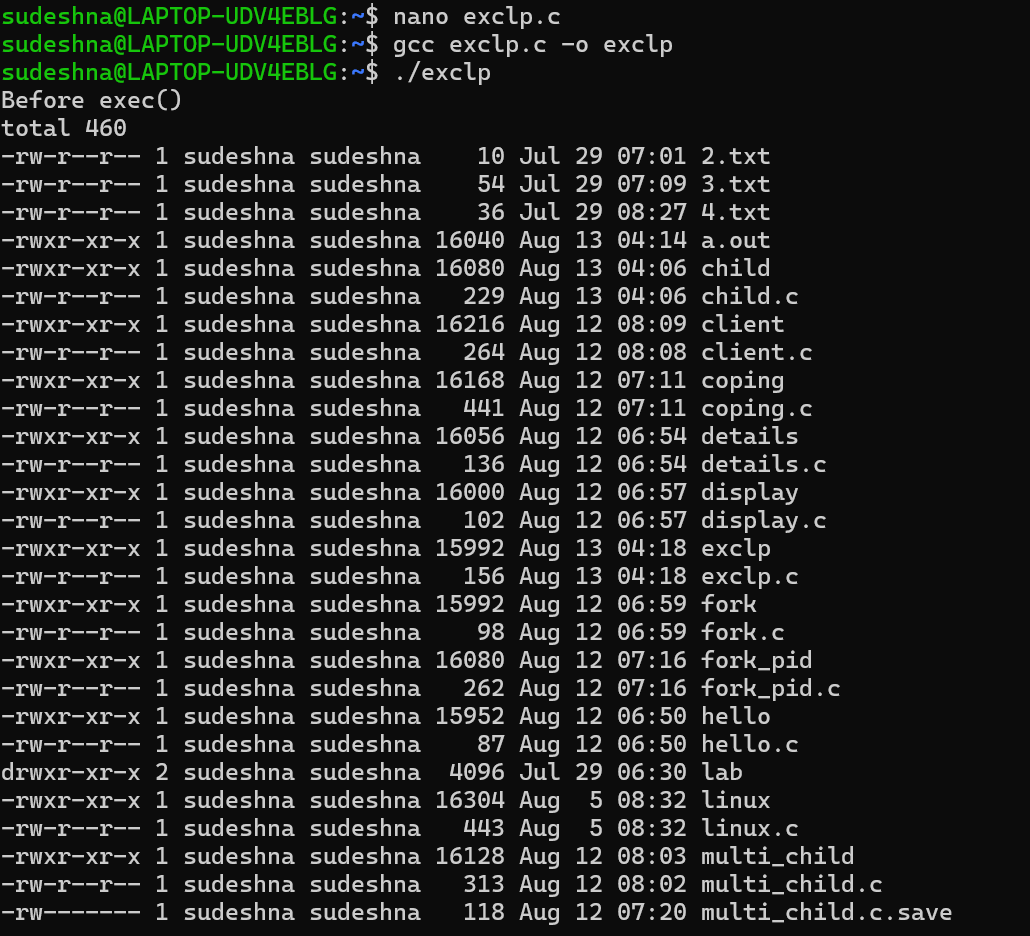 sudeshna@LAPTOP-UDV4EBLG:~$ nano exclp.c
sudeshna@LAPTOP-UDV4EBLG:~$ gcc exclp.c -o exclp
sudeshna@LAPTOP-UDV4EBLG:~$ ./exclp
Before exec()
total 460
-rw-r--r-- 1 sudeshna sudeshna    10 Jul 29 07:01 2.txt
-rw-r--r-- 1 sudeshna sudeshna    54 Jul 29 07:09 3.txt
-rw-r--r-- 1 sudeshna sudeshna    36 Jul 29 08:27 4.txt
-rwxr-xr-x 1 sudeshna sudeshna 16040 Aug 13 04:14 a.out
-rwxr-xr-x 1 sudeshna sudeshna 16080 Aug 13 04:06 child
-rw-r--r-- 1 sudeshna sudeshna   229 Aug 13 04:06 child.c
-rwxr-xr-x 1 sudeshna sudeshna 16216 Aug 12 08:09 client
-rw-r--r-- 1 sudeshna sudeshna   264 Aug 12 08:08 client.c
-rwxr-xr-x 1 sudeshna sudeshna 16168 Aug 12 07:11 coping
-rw-r--r-- 1 sudeshna sudeshna   441 Aug 12 07:11 coping.c
-rwxr-xr-x 1 sudeshna sudeshna 16056 Aug 12 06:54 details
-rw-r--r-- 1 sudeshna sudeshna   136 Aug 12 06:54 details.c
-rwxr-xr-x 1 sudeshna sudeshna 16000 Aug 12 06:57 display
-rw-r--r-- 1 sudeshna sudeshna   102 Aug 12 06:57 display.c
-rwxr-xr-x 1 sudeshna sudeshna 15992 Aug 13 04:18 exclp
-rw-r--r-- 1 sudeshna sudeshna   156 Aug 13 04:18 exclp.c
-rwxr-xr-x 1 sudeshna sudeshna 15992 Aug 12 06:59 fork
-rw-r--r-- 1 sudeshna sudeshna    98 Aug 12 06:59 fork.c
-rwxr-xr-x 1 sudeshna sudeshna 16080 Aug 12 07:16 fork_pid
-rw-r--r-- 1 sudeshna sudeshna   262 Aug 12 07:16 fork_pid.c
-rwxr-xr-x 1 sudeshna sudeshna 15952 Aug 12 06:50 hello
-rw-r--r-- 1 sudeshna sudeshna    87 Aug 12 06:50 hello.c
drwxr-xr-x 2 sudeshna sudeshna  4096 Jul 29 06:30 lab
-rwxr-xr-x 1 sudeshna sudeshna 16304 Aug  5 08:32 linux
-rw-r--r-- 1 sudeshna sudeshna   443 Aug  5 08:32 linux.c
-rwxr-xr-x 1 sudeshna sudeshna 16128 Aug 12 08:03 multi_child
-rw-r--r-- 1 sudeshna sudeshna   313 Aug 12 08:02 multi_child.c
-rw------- 1 sudeshna sudeshna   118 Aug 12 07:20 multi_child.c.save